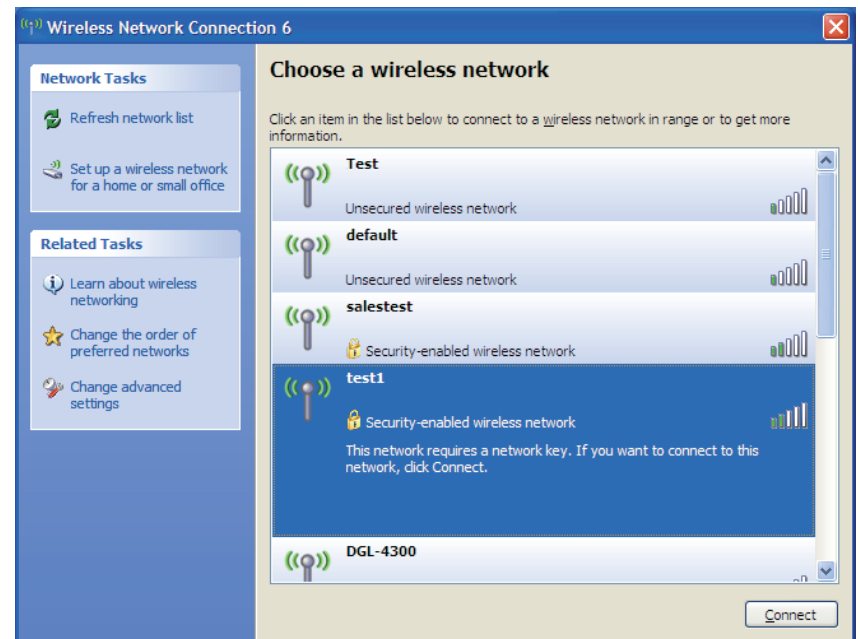 Wireless Network Connection 6
Network Tasks
Refresh network list
Set up a wireless network
for a home or small office
Related Tasks
Learn about wireless
networking
Change the order of
preferred networks
Change advanced
settings
Choose a wireless network
Click an item in the list below to connect to a wireless network in range or to get more
information.
Test
Unsecured wireless network
default
Unsecured wireless network
salestest
Security-enabled wireless network
test1
Security-enabled wireless network
This network requires a network key. If you want to connect to this
network, click Connect.
DGL-4300
Connect